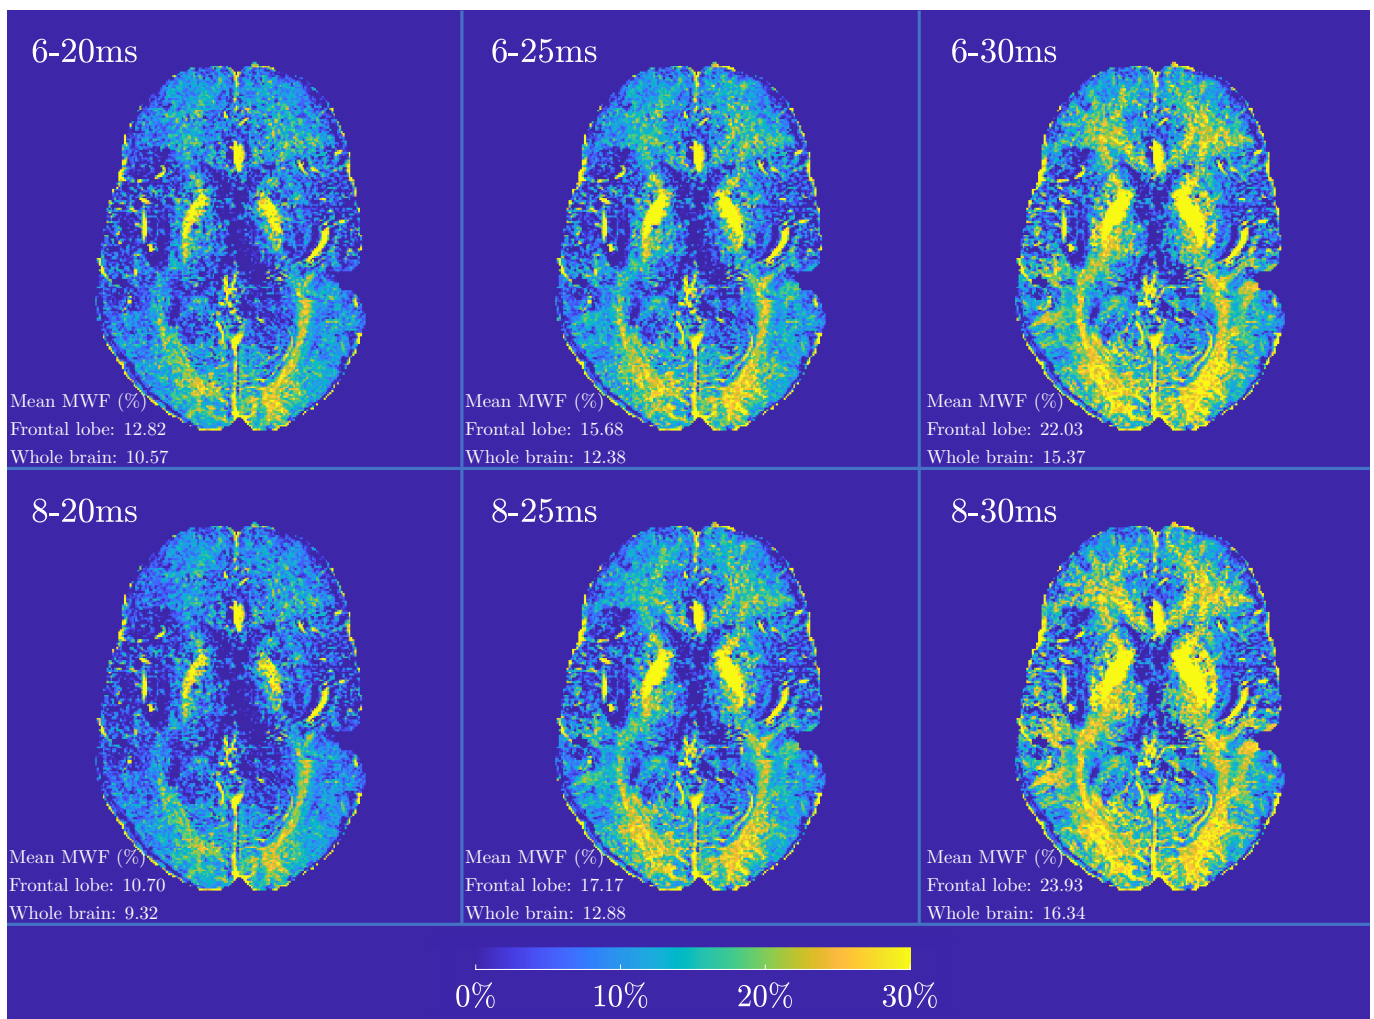 6-20ms
Mean MWF (%)
Frontal lobe: 12.82
Whole brain: 10.57
6-25ms
Mean MWF (%)
Frontal lobe: 15.68
Whole brain: 12.38
6-30ms
Mean MWF (%)
Frontal lobe: 22.03
Whole brain: 15.37
8-20ms
Mean MWF (%)
Frontal lobe: 10.70
Whole brain: 9.32
8-25ms
Mean MWF (%)
Frontal lobe: 17.17
Whole brain: 12.88
8-30ms
Mean MWF (%)
Frontal lobe: 23.93
Whole brain: 16.34
0% 10% 20% 30%